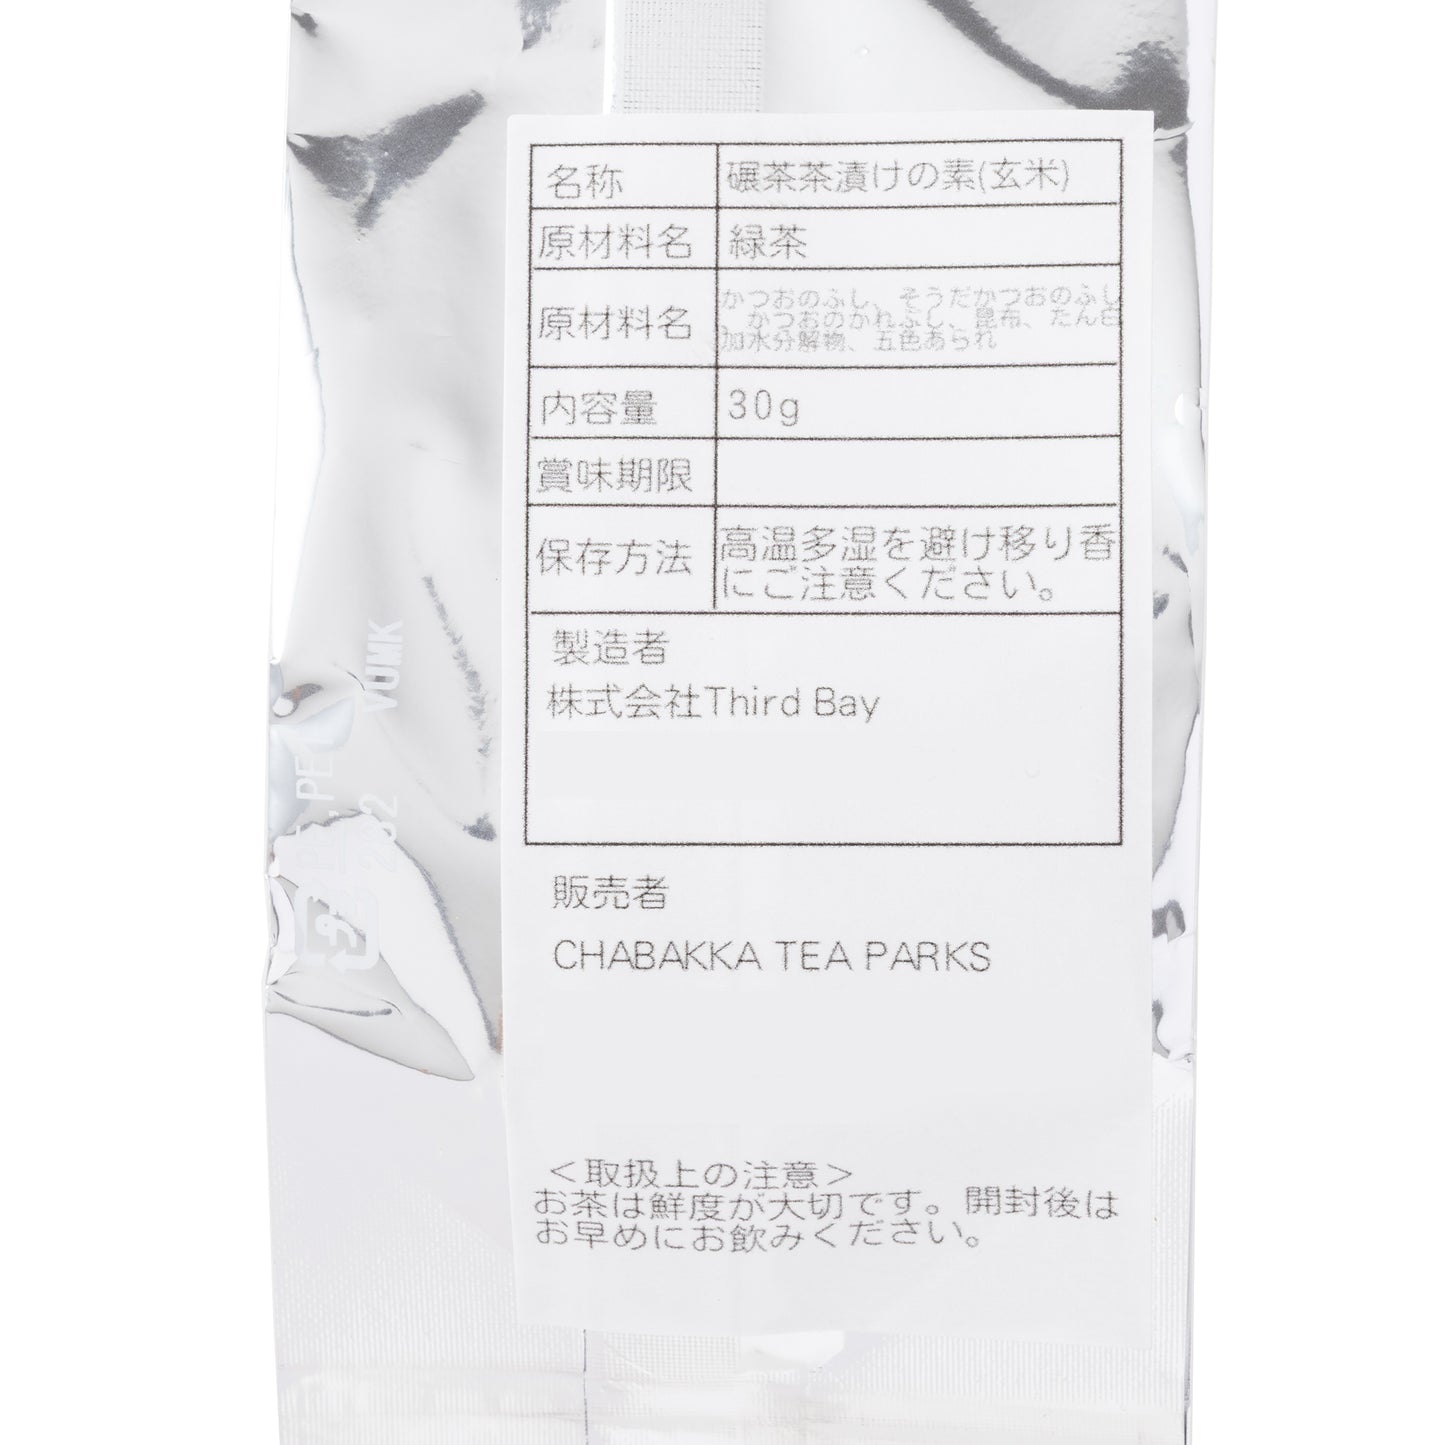 名称 碾茶茶漬けの素(玄米)
原材料名 緑茶
原材料名 かつおのふし、そうだかつおのふし
、かつおのかれぶし、昆布、たん白
加水分解物、五色あられ
内容量 30g
賞味期限
保存方法 高温多湿を避け移り香
にご注意ください。
製造者
株式会社Third Bay
販売者
CHABAKKA TEA PARKS
＜取扱上の注意＞
お茶は鮮度が大切です。開封後は
お早めにお飲みください。
VUMK
282